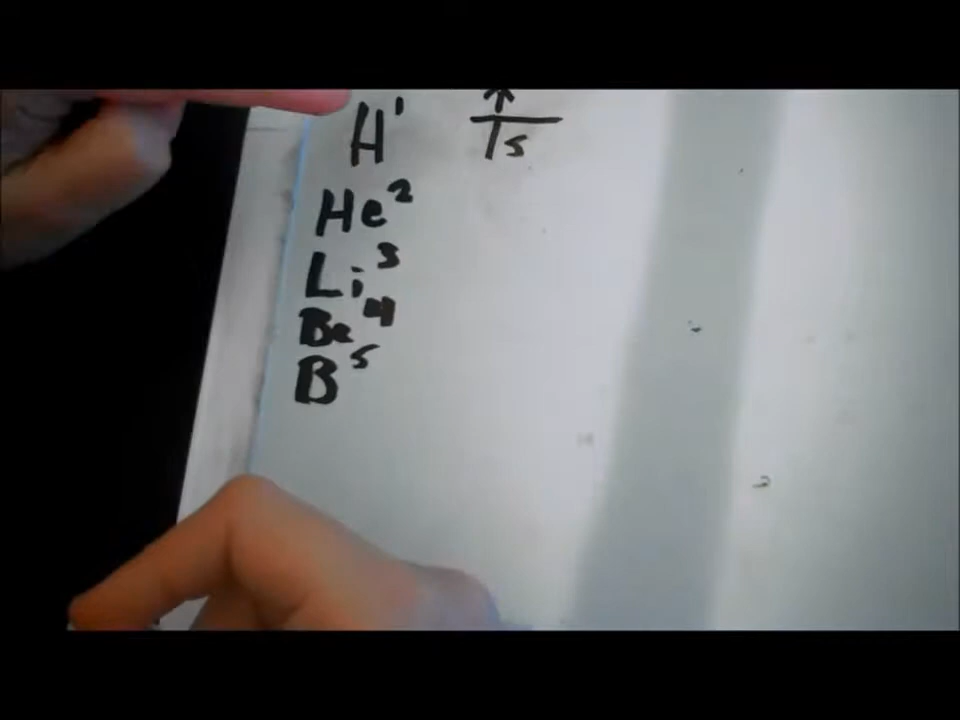 H¹ ↑
1s
He²
Li³
Be⁴
B⁵